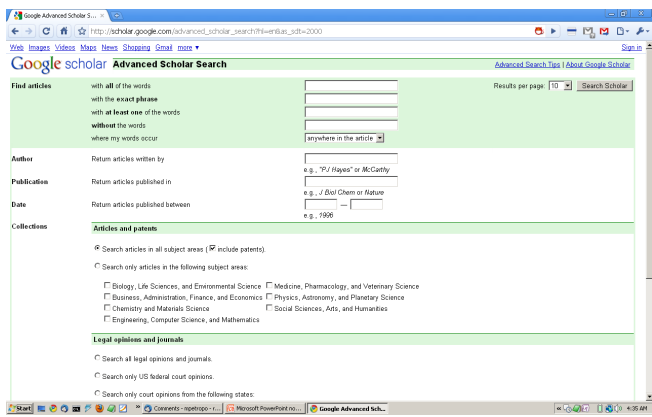 Google Advanced Scholar S...
http://scholar.google.com/advanced_scholar_search?hl=en&as_sdt=2000
Web Images Videos Maps News Shopping Gmail more ▼ Sign in
Google scholar Advanced Scholar Search Advanced Search Tips | About Google Scholar
Find articles with all of the words Results per page: 10 Search Scholar
with the exact phrase
with at least one of the words
without the words
where my words occur anywhere in the article
Author Return articles written by
e.g., "PJ Hayes" or McCarthy
Publication Return articles published in
e.g., J Biol Chem or Nature
Date Return articles published between —
e.g., 1996
Collections Articles and patents
Search articles in all subject areas ( include patents).
Search only articles in the following subject areas:
Biology, Life Sciences, and Environmental Science Medicine, Pharmacology, and Veterinary Science
Business, Administration, Finance, and Economics Physics, Astronomy, and Planetary Science
Chemistry and Materials Science Social Sciences, Arts, and Humanities
Engineering, Computer Science, and Mathematics
Legal opinions and journals
Search all legal opinions and journals.
Search only US federal court opinions.
Search only court opinions from the following states:
Start » Comments - mpetropo - r... Microsoft PowerPoint no... Google Advanced Sch... « 4:35 AM